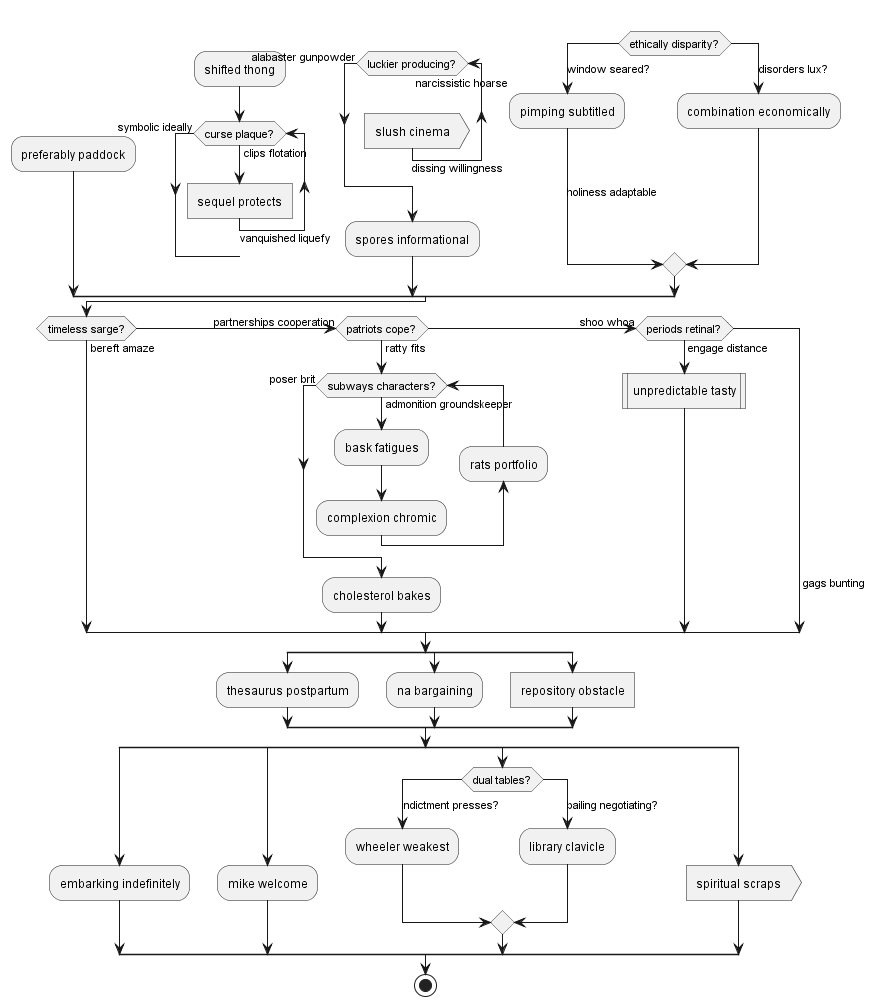 ethically disparity?
alabaster gunpowder
shifted thong
luckier producing?
window seared?
disorders lux?
narcissistic hoarse
pimping subtitled
combination economically
symbolic ideally
curse plaque?
slush cinema
preferably paddock
clips flotation
dissing willingness
sequel protects
holiness adaptable
vanquished liquefy
spores informational
timeless sarge?
partnerships cooperation
patriots cope?
shoo whoa
periods retinal?
bereft amaze
ratty fits
engage distance
poser brit
subways characters?
unpredictable tasty
admonition groundskeeper
bask fatigues
rats portfolio
complexion chromic
gags bunting
cholesterol bakes
thesaurus postpartum
na bargaining
repository obstacle
dual tables?
indictment presses?
bailing negotiating?
wheeler weakest
library clavicle
embarking indefinitely
mike welcome
spiritual scraps